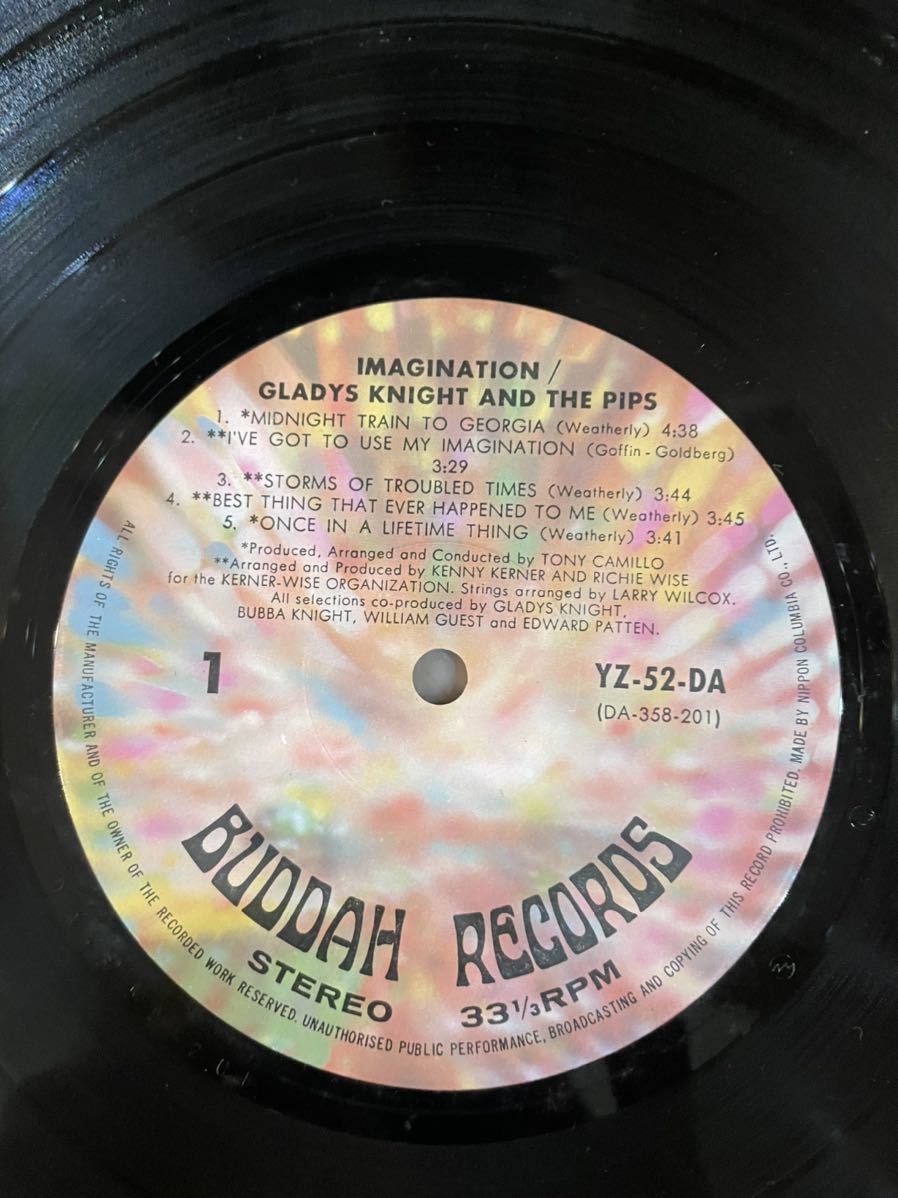 IMAGINATION /
GLADYS KNIGHT AND THE PIPS
1. *MIDNIGHT TRAIN TO GEORGIA (Weatherly) 4:38
2. **I'VE GOT TO USE MY IMAGINATION (Goffin - Goldberg)
3:29
3. **STORMS OF TROUBLED TIMES (Weatherly) 3:44
4. **BEST THING THAT EVER HAPPENED TO ME (Weatherly) 3:45
5. *ONCE IN A LIFETIME THING (Weatherly) 3:41
*Produced, Arranged and Conducted by TONY CAMILLO
**Arranged and Produced by KENNY KERNER AND RICHIE WISE
for the KERNER-WISE ORGANIZATION. Strings arranged by LARRY WILCOX.
All selections co-produced by GLADYS KNIGHT,
BUBBA KNIGHT, WILLIAM GUEST and EDWARD PATTEN.
1
YZ-52-DA
(DA-358-201)
BUDDAH RECORDS
STEREO
33 1/3 RPM
ALL RIGHTS OF THE MANUFACTURER AND OF THE OWNER OF THE RECORDED WORK RESERVED. UNAUTHORISED PUBLIC PERFORMANCE, BROADCASTING AND COPYING OF THIS RECORD PROHIBITED. MADE BY NIPPON COLUMBIA CO., LTD.